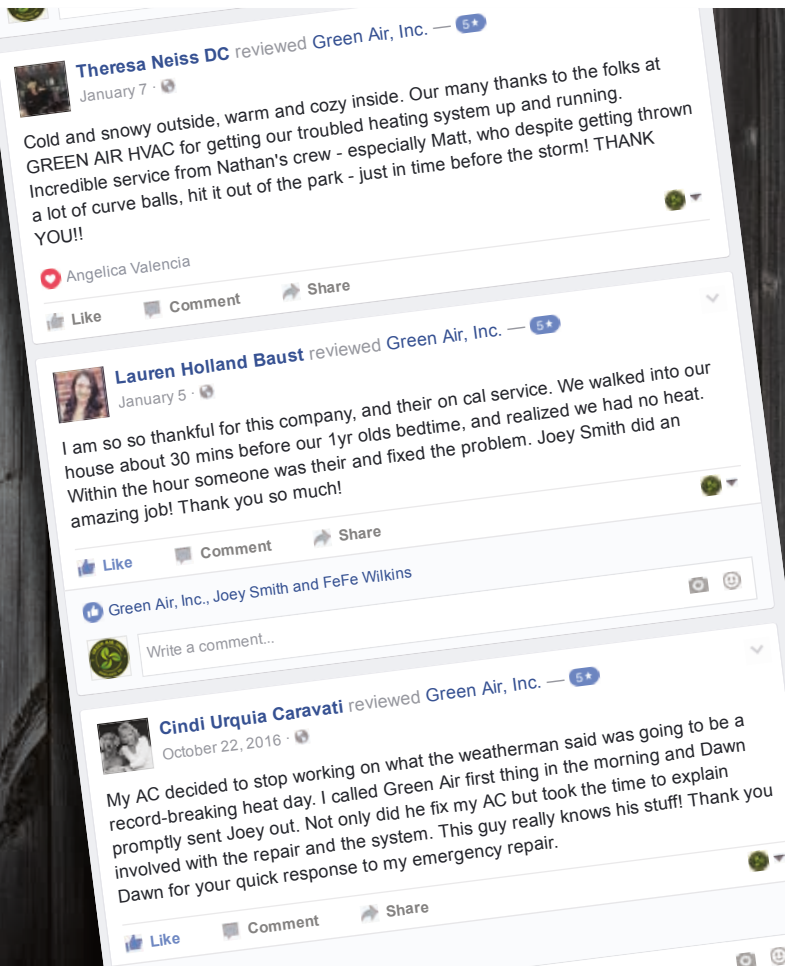 Theresa Neiss DC reviewed Green Air, Inc. — 5★
January 7 ·
Cold and snowy outside, warm and cozy inside. Our many thanks to the folks at
GREEN AIR HVAC for getting our troubled heating system up and running.
Incredible service from Nathan's crew - especially Matt, who despite getting thrown
a lot of curve balls, hit it out of the park - just in time before the storm! THANK
YOU!!
Angelica Valencia
Like Comment Share
Lauren Holland Baust reviewed Green Air, Inc. — 5★
January 5 ·
I am so so thankful for this company, and their on cal service. We walked into our
house about 30 mins before our 1yr olds bedtime, and realized we had no heat.
Within the hour someone was their and fixed the problem. Joey Smith did an
amazing job! Thank you so much!
Like Comment Share
Green Air, Inc., Joey Smith and FeFe Wilkins
Write a comment...
Cindi Urquia Caravati reviewed Green Air, Inc. — 5★
October 22, 2016 ·
My AC decided to stop working on what the weatherman said was going to be a
record-breaking heat day. I called Green Air first thing in the morning and Dawn
promptly sent Joey out. Not only did he fix my AC but took the time to explain
involved with the repair and the system. This guy really knows his stuff! Thank you
Dawn for your quick response to my emergency repair.
Like Comment Share